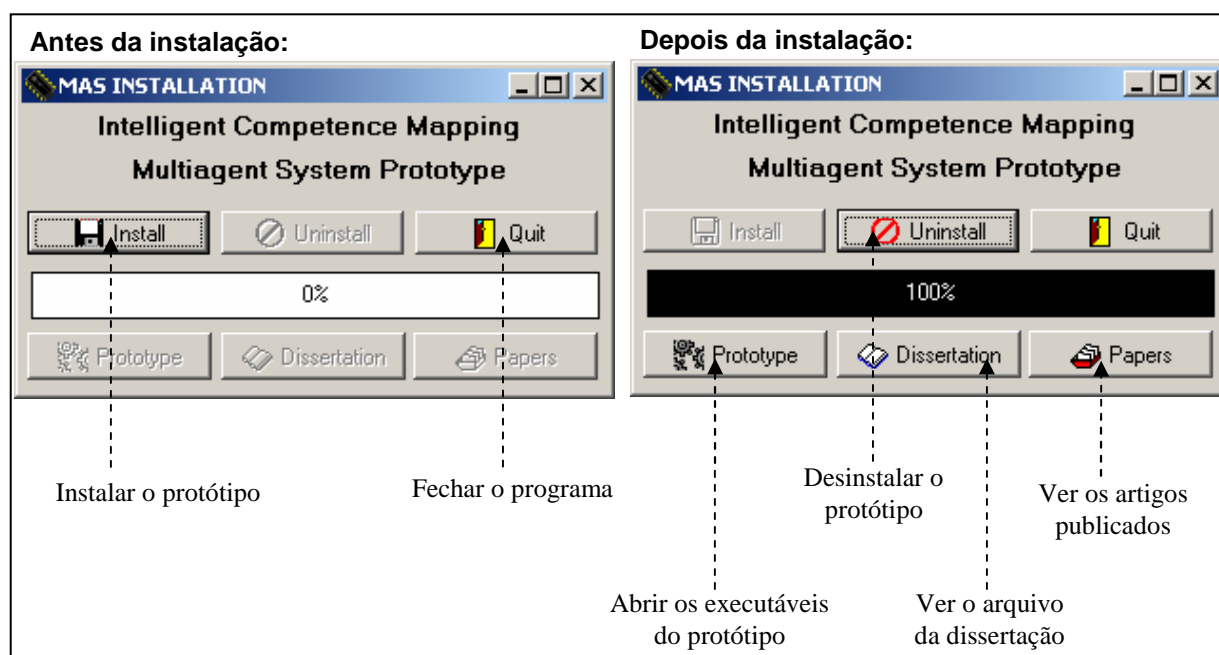 Antes da instalação:
MAS INSTALLATION
Intelligent Competence Mapping
Multiagent System Prototype
Install Uninstall Quit
0%
Prototype Dissertation Papers
Instalar o protótipo
Fechar o programa
Depois da instalação:
MAS INSTALLATION
Intelligent Competence Mapping
Multiagent System Prototype
Install Uninstall Quit
100%
Prototype Dissertation Papers
Desinstalar o
protótipo
Ver os artigos
publicados
Abrir os executáveis
do protótipo
Ver o arquivo
da dissertação